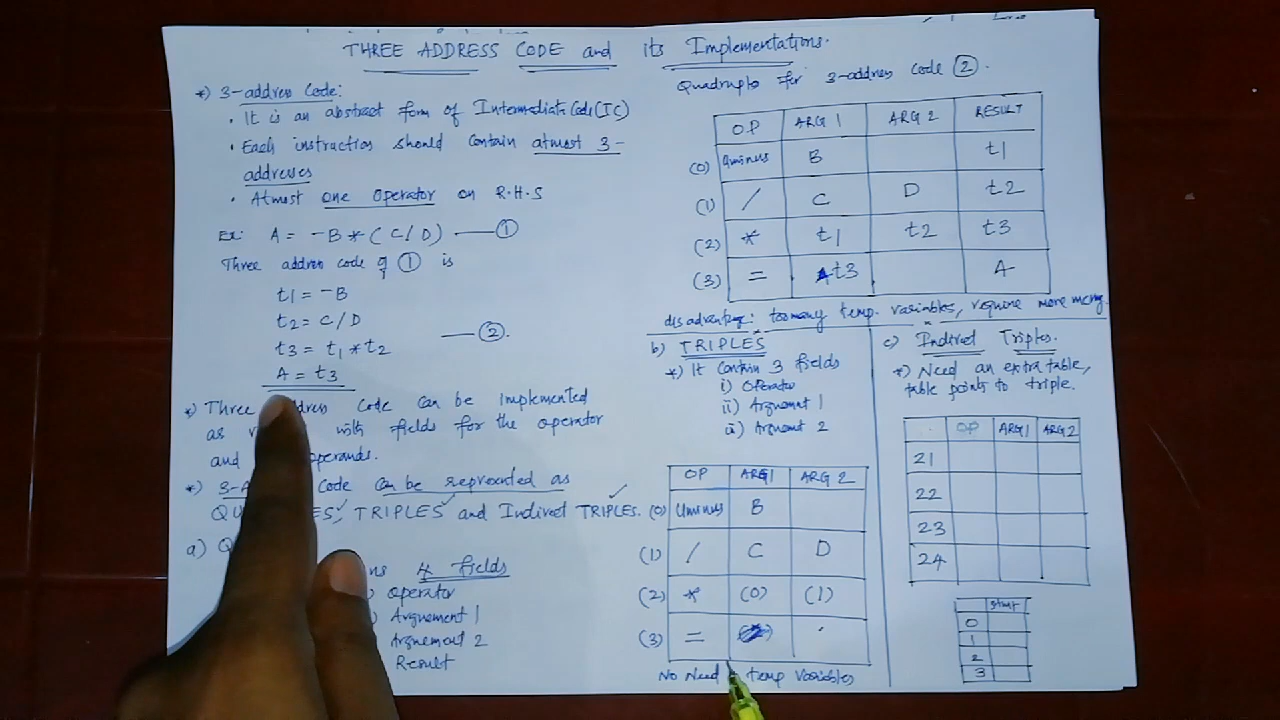 THREE ADDRESS CODE and its Implementations.
*) 3-address Code:
• It is an abstract form of Intermediate Code (IC)
• Each instruction should contain atmost 3-
addresses
• Atmost one operator on R.H.S
Ex: A = -B * ( C / D) —— ①
Three addren code of ① is
t1 = -B
t2 = C / D
—— ②.
t3 = t1 * t2
A = t3
*) Three address Code can be implemented
as with fields for the operator
and operands.
*) 3-A Code can be represented as
QU ES, TRIPLES and Indirect TRIPLES.
a) Q
ns 4 fields
) Operator
) Arguement 1
Arguement 2
Result
Quadruple for 3-address Code ②.
OP ARG 1 ARG 2 RESULT
(0) Uminus B t1
(1) / C D t2
(2) * t1 t2 t3
(3) = t3 A
disadvantage: too many temp. variables, require more memory.
b) TRIPLES
*) It Contain 3 fields
i) Operator
ii) Arguement 1
ii) Arguement 2
OP ARG1 ARG 2
(0) Uminus B
(1) / C D
(2) * (0) (1)
(3) =
No Need temp Variables
c) Indirect Triples.
*) Need an extra table,
table points to triple.
OP ARG1 ARG2
21
22
23
24
stmt
0
1
2
3